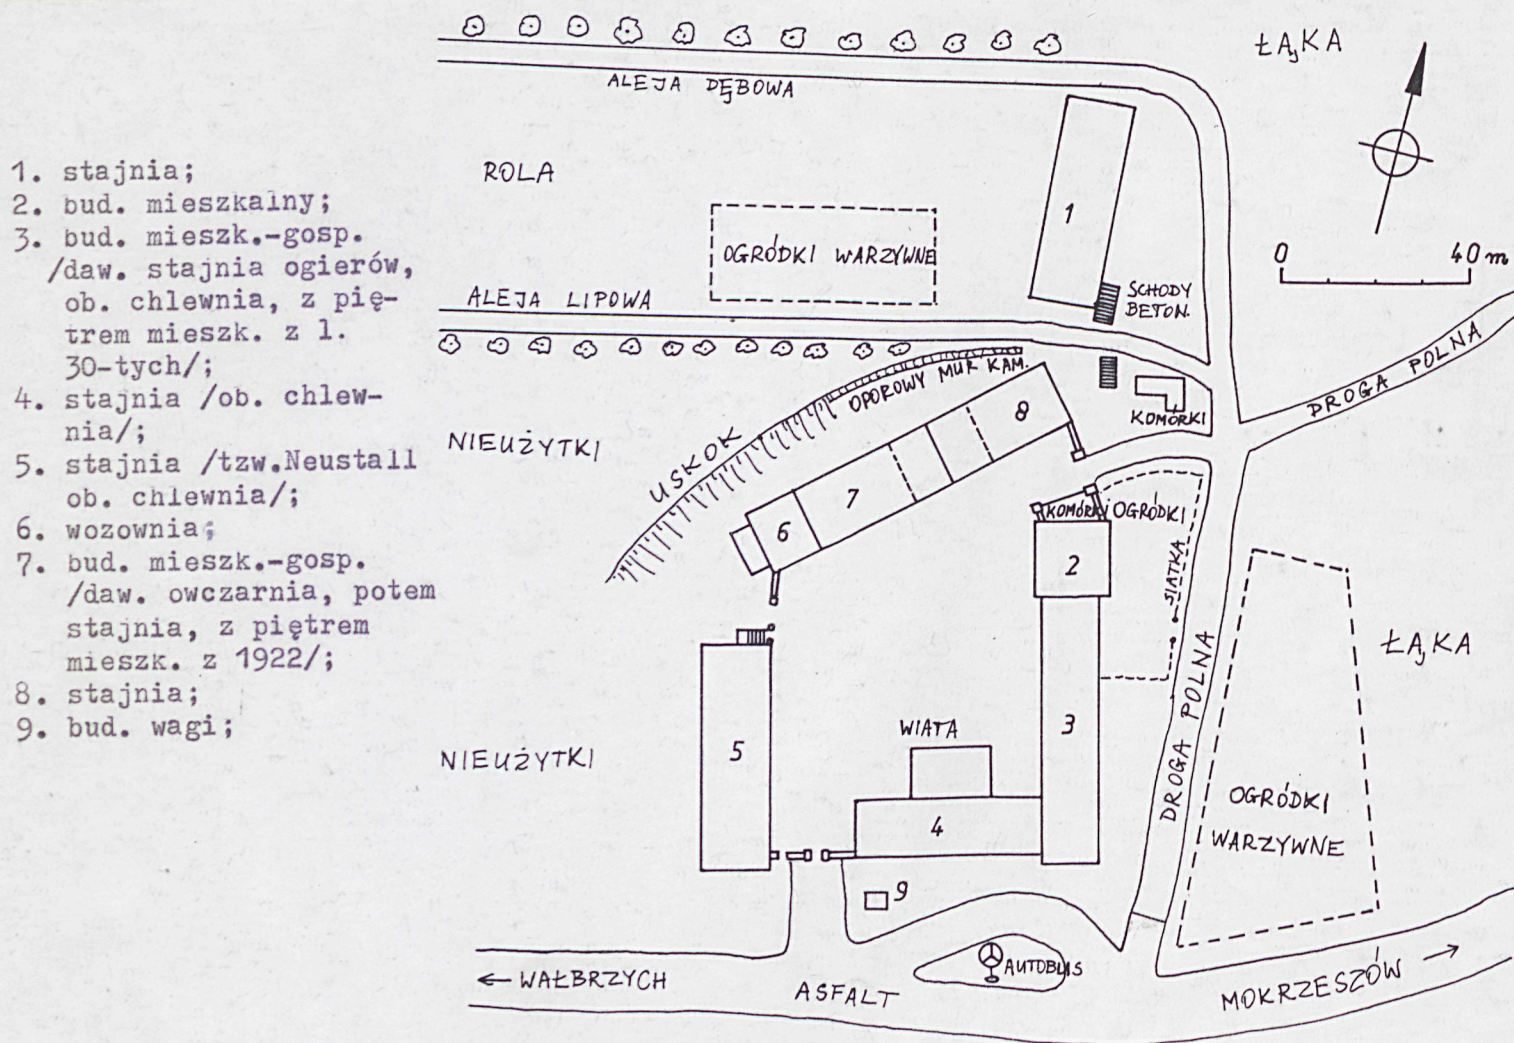 1. stajnia;
2. bud. mieszkalny;
3. bud. mieszk.-gosp.
/daw. stajnia ogierów,
ob. chlewnia, z pię-
trem mieszk. z l.
30-tych/;
4. stajnia /ob. chlew-
nia/;
5. stajnia /tzw.Neustall
ob. chlewnia/;
6. wozownia;
7. bud. mieszk.-gosp.
/daw. owczarnia, potem
stajnia, z piętrem
mieszk. z 1922/;
8. stajnia;
9. bud. wagi;
ALEJA DĘBOWA
ŁĄKA
ROLA
1
OGRÓDKI WARZYWNE
0 40 m
ALEJA LIPOWA
SCHODY
BETON.
DROGA POLNA
OPOROWY MUR KAM.
KOMÓRKI
NIEUŻYTKI
USKOK
8
7
6
KOMÓRKI
OGRÓDKI
2
SIATKA
ŁĄKA
DROGA POLNA
3
WIATA
5
NIEUŻYTKI
4
OGRÓDKI
WARZYWNE
9
← WAŁBRZYCH
ASFALT
AUTOBUS
MOKRZESZÓW →